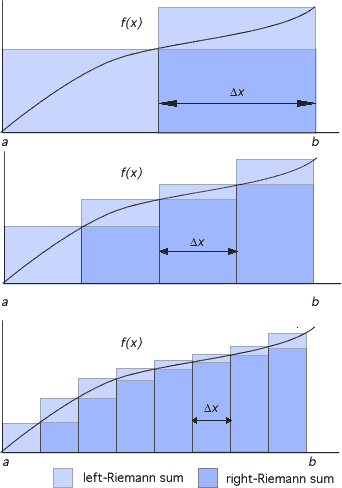 f(x)
Δx
a b
f(x)
Δx
a b
f(x)
Δx
a b
left-Riemann sum right-Riemann sum